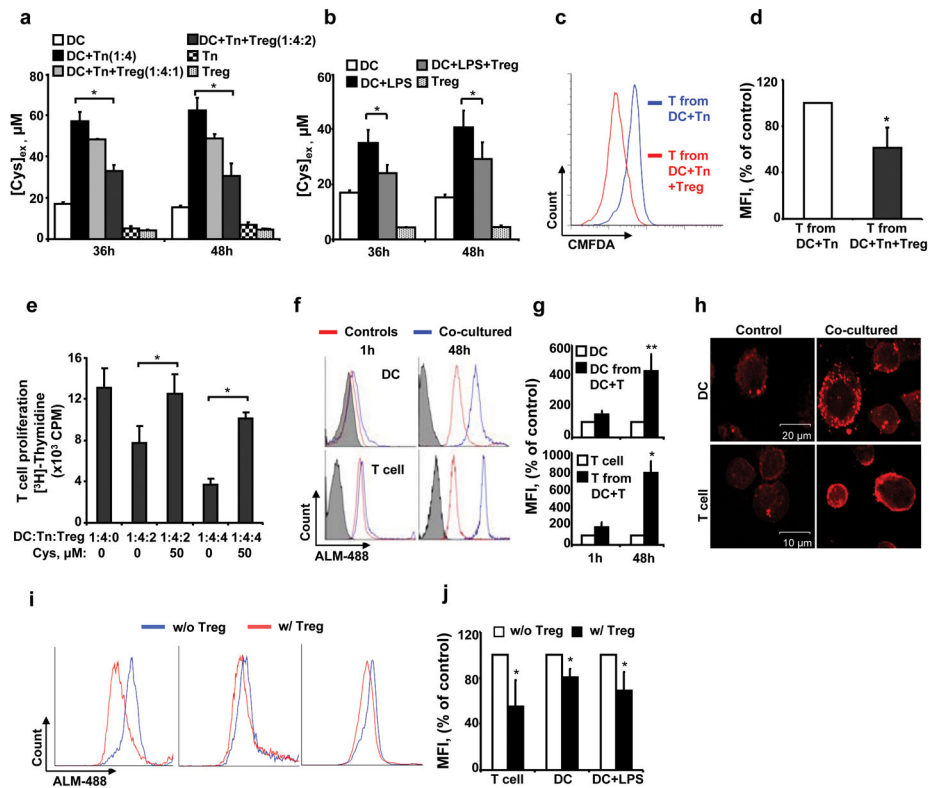 a
DC
DC+Tn(1:4)
DC+Tn+Treg(1:4:1)
DC+Tn+Treg(1:4:2)
Tn
Treg
[Cys]ex, µM
80
60
40
20
0
*
*
36h
48h
b
DC
DC+LPS
DC+LPS+Treg
Treg
[Cys]ex, µM
60
40
20
0
*
*
36h
48h
c
T from
DC+Tn
T from
DC+Tn
+Treg
Count
CMFDA
d
MFI, (% of control)
120
80
40
0
*
T from
DC+Tn
T from
DC+Tn+Treg
e
T cell proliferation
[³H]-Thymidine
(x10³ CPM)
16
12
8
4
0
*
*
DC:Tn:Treg 1:4:0 1:4:2 1:4:2 1:4:4 1:4:4
Cys, µM: 0 0 50 0 50
f
Controls
Co-cultured
1h
48h
DC
T cell
Count
ALM-488
g
MFI, (% of control)
600
400
200
0
DC
DC from
DC+T
**
1000
800
600
400
200
0
T cell
T from
DC+T
*
1h
48h
h
Control
Co-cultured
DC
20 µm
T cell
10 µm
i
w/o Treg
w/ Treg
Count
ALM-488
j
w/o Treg
w/ Treg
MFI, (% of control)
120
80
40
0
*
*
*
T cell
DC
DC+LPS